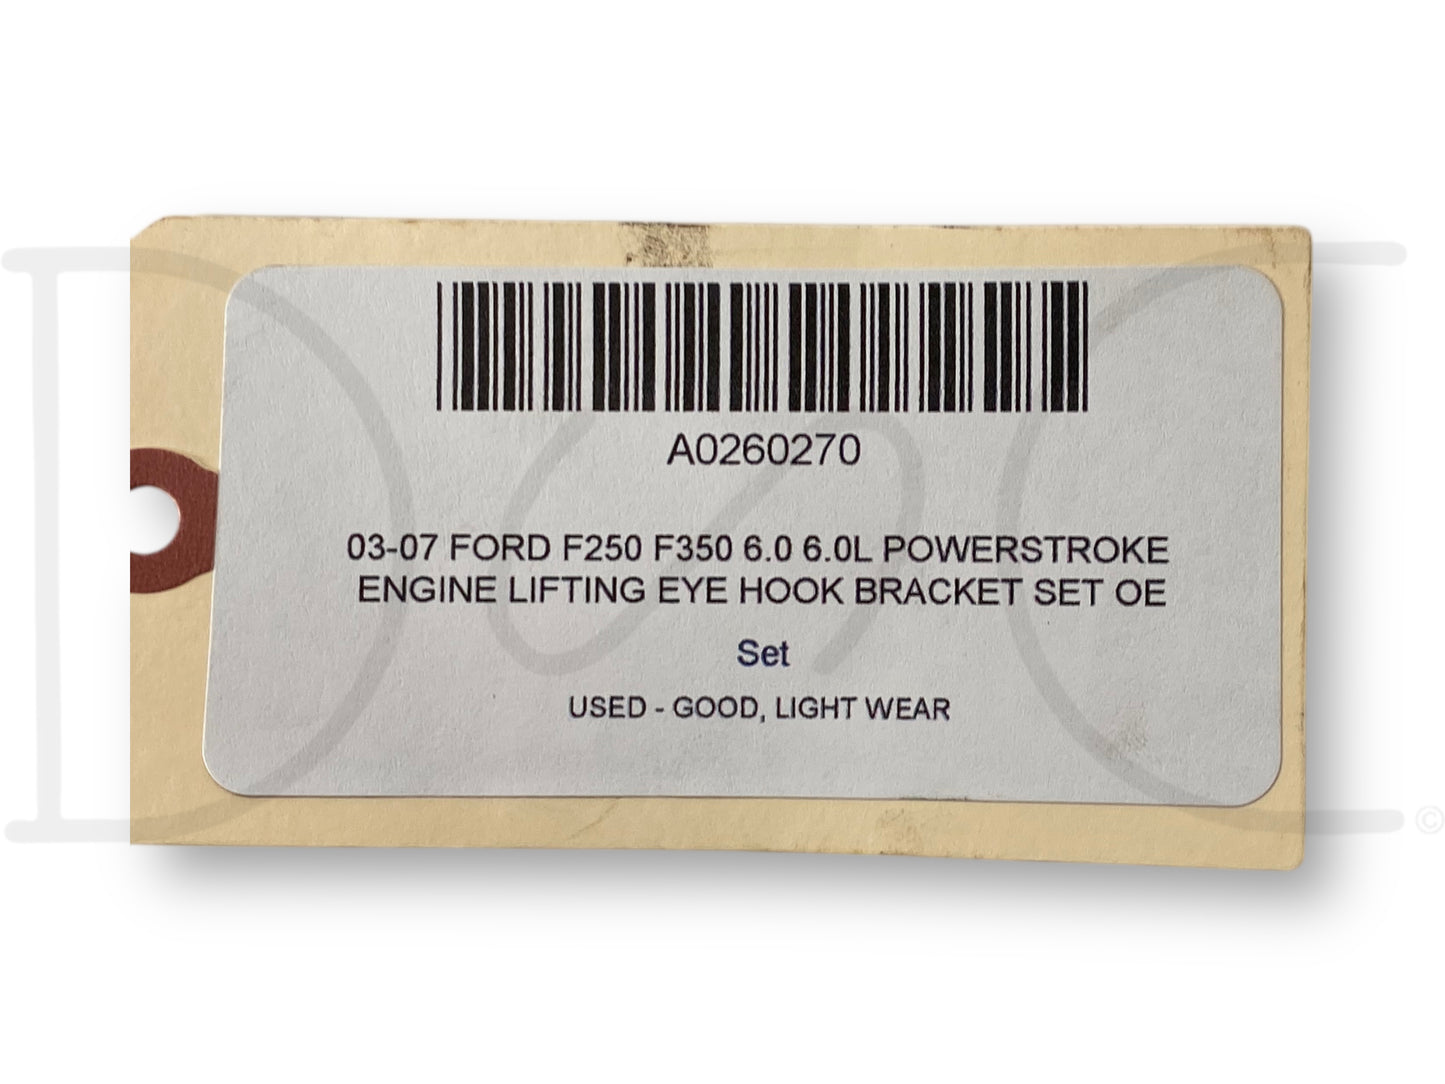 A0260270
03-07 FORD F250 F350 6.0 6.0L POWERSTROKE
ENGINE LIFTING EYE HOOK BRACKET SET OE
Set
USED - GOOD, LIGHT WEAR
©